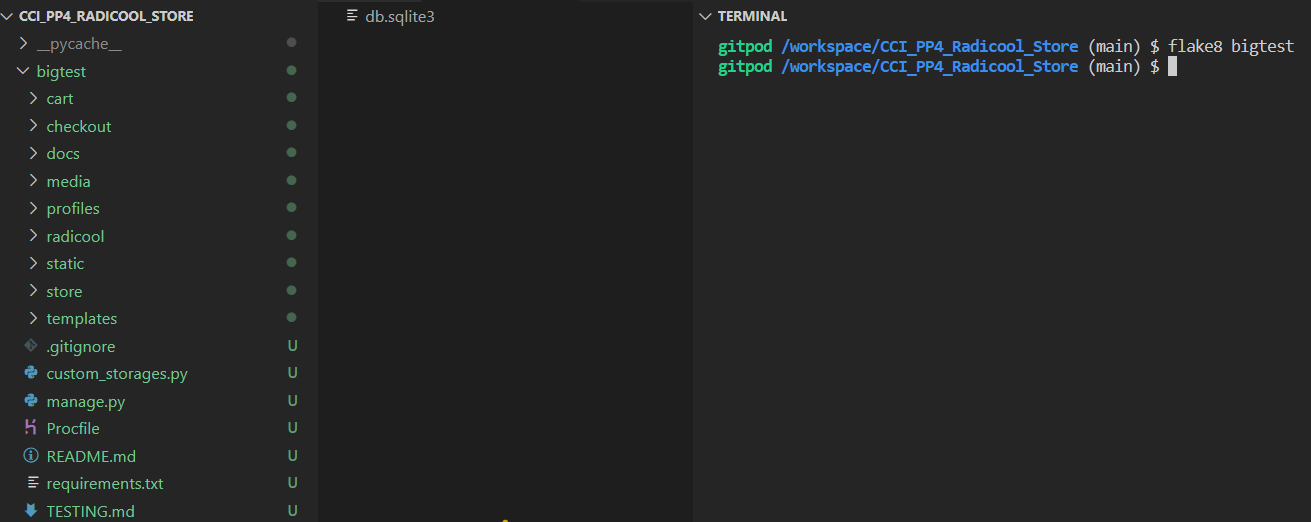 CCI_PP4_RADICOOL_STORE
__pycache__
bigtest
cart
checkout
docs
media
profiles
radicool
static
store
templates
.gitignore U
custom_storages.py U
manage.py U
Procfile U
README.md U
requirements.txt U
TESTING.md U
db.sqlite3
TERMINAL
gitpod /workspace/CCI_PP4_Radicool_Store (main) $ flake8 bigtest
gitpod /workspace/CCI_PP4_Radicool_Store (main) $